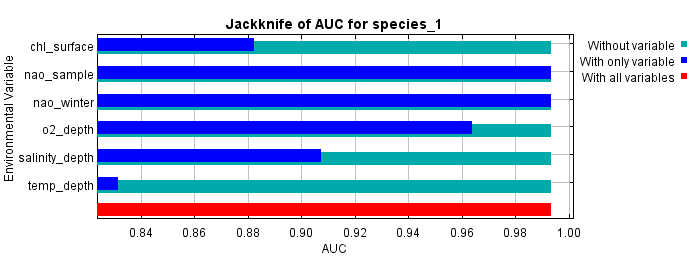 Jackknife of AUC for species_1
Environmental Variable
chl_surface
nao_sample
nao_winter
o2_depth
salinity_depth
temp_depth
Without variable
With only variable
With all variables
0.84 0.86 0.88 0.90 0.92 0.94 0.96 0.98 1.00
AUC